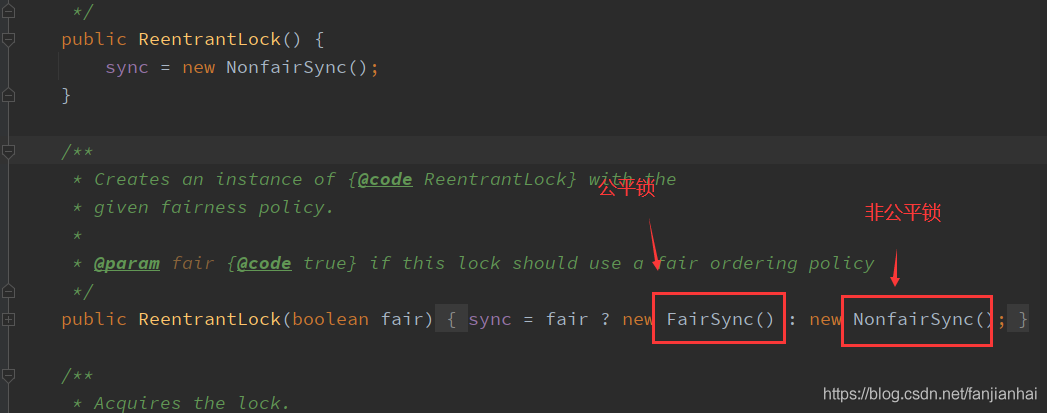 */
public ReentrantLock() {
sync = new NonfairSync();
}
/**
* Creates an instance of {@code ReentrantLock} with the
公平锁
* given fairness policy.
非公平锁
*
* @param fair {@code true} if this lock should use a fair ordering policy
*/
public ReentrantLock(boolean fair) { sync = fair ? new FairSync() : new NonfairSync(); }
/**
* Acquires the lock.
https://blog.csdn.net/fanjianhai